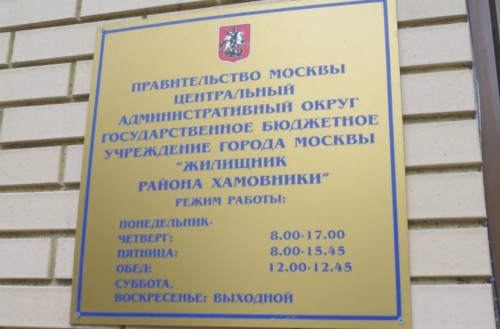 ПРАВИТЕЛЬСТВО МОСКВЫ
ЦЕНТРАЛЬНЫЙ
АДМИНИСТРАТИВНЫЙ ОКРУГ
ГОСУДАРСТВЕННОЕ БЮДЖЕТНОЕ
УЧРЕЖДЕНИЕ ГОРОДА МОСКВЫ
"ЖИЛИЩНИК
РАЙОНА ХАМОВНИКИ"
РЕЖИМ РАБОТЫ:
ПОНЕДЕЛЬНИК-
ЧЕТВЕРГ: 8.00-17.00
ПЯТНИЦА: 8.00-15.45
ОБЕД: 12.00-12.45
СУББОТА,
ВОСКРЕСЕНЬЕ: ВЫХОДНОЙ